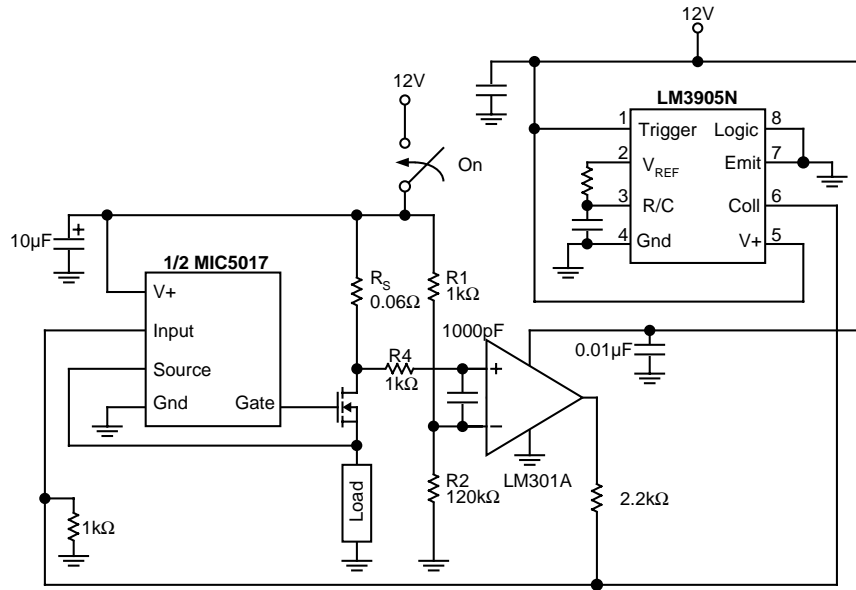 12V
LM3905N
1
Trigger
Logic
8
2
VREF
Emit
7
3
R/C
Coll
6
4
Gnd
V+
5
12V
On
10µF
+
1/2 MIC5017
V+
Input
Source
Gnd
Gate
RS
0.06Ω
R1
1kΩ
1000pF
R4
1kΩ
+
−
0.01µF
LM301A
R2
120kΩ
2.2kΩ
Load
1kΩ